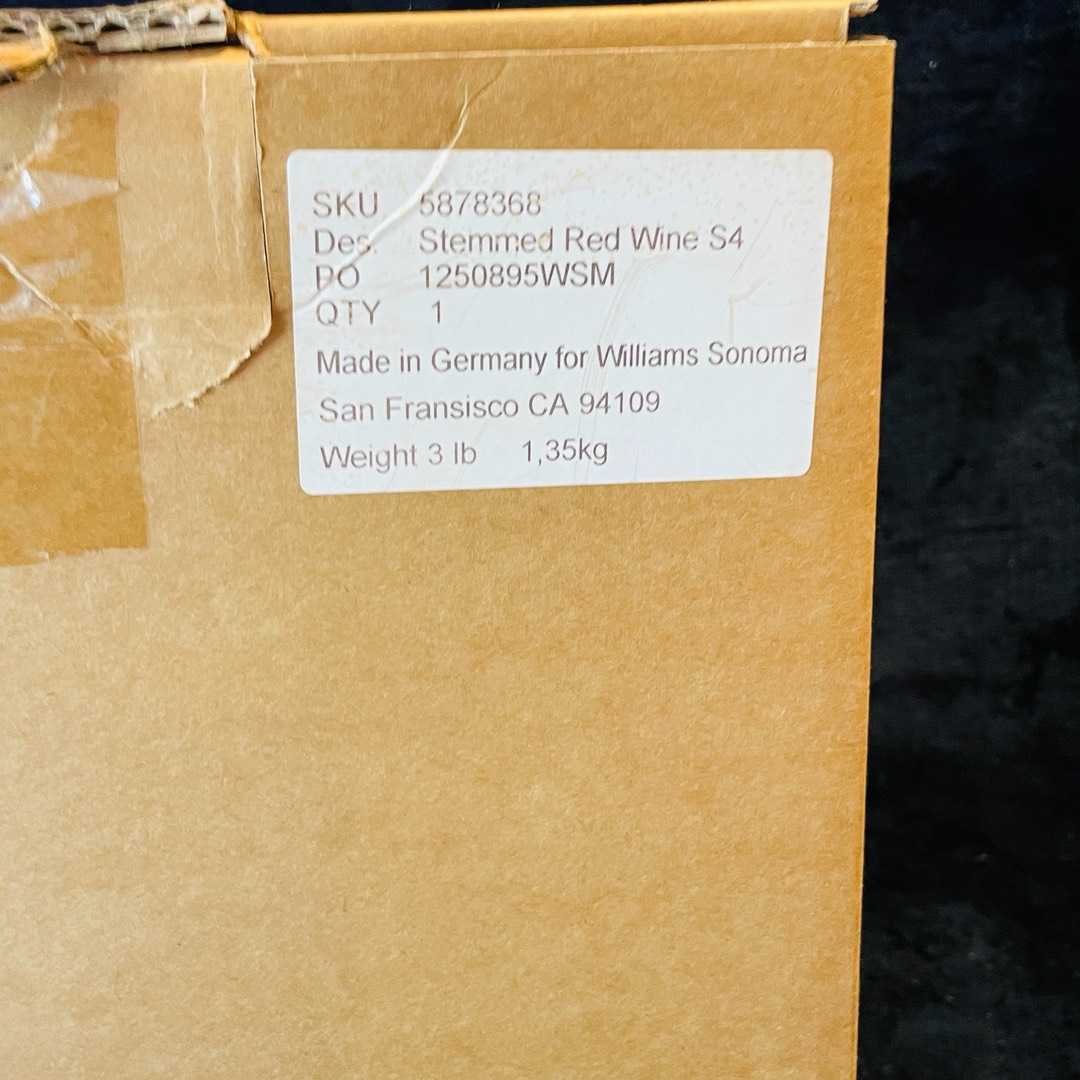 SKU 5878368
Des. Stemmed Red Wine S4
PO 1250895WSM
QTY 1
Made in Germany for Williams Sonoma
San Fransisco CA 94109
Weight 3 lb 1,35kg